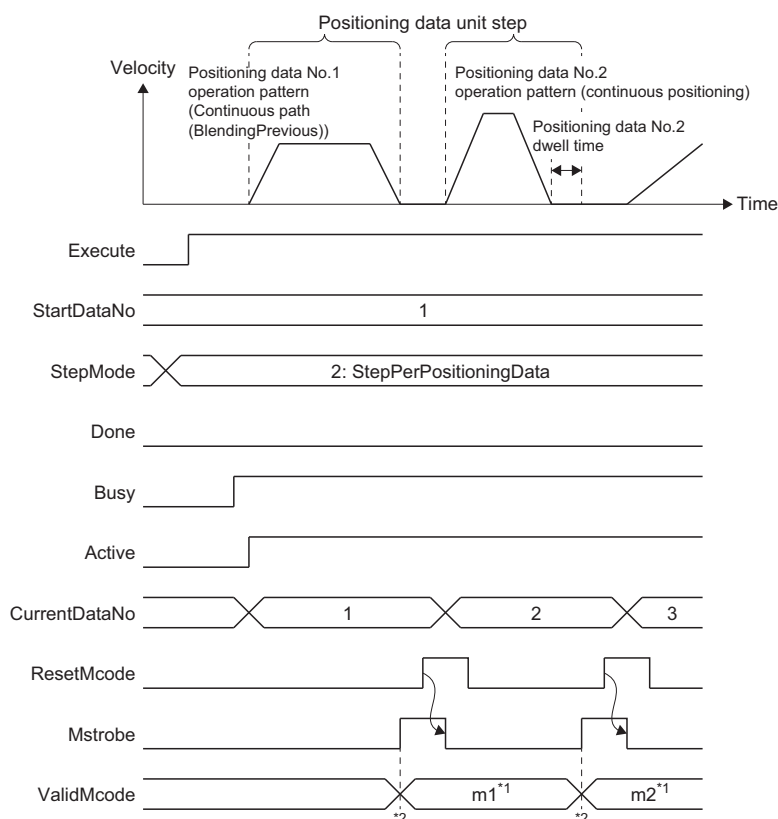 Positioning data unit step
Velocity
Positioning data No.1
operation pattern
(Continuous path
(BlendingPrevious))
Positioning data No.2
operation pattern (continuous positioning)
Positioning data No.2
dwell time
Time
Execute
StartDataNo
1
StepMode
2: StepPerPositioningData
Done
Busy
Active
CurrentDataNo
1
2
3
ResetMcode
Mstrobe
ValidMcode
m1*1
m2*1
*2
*2